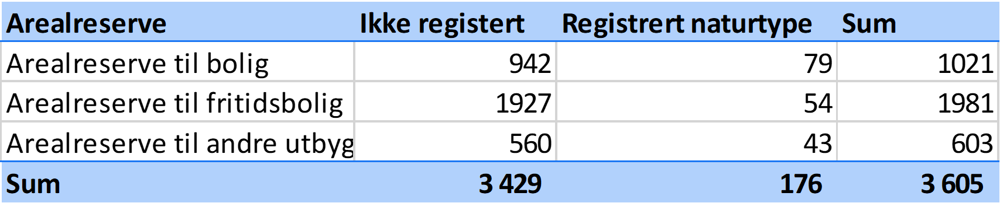 Arealreserve Ikke registert Registrert naturtype Sum
Arealreserve til bolig 942 79 1021
Arealreserve til fritidsbolig 1927 54 1981
Arealreserve til andre utbyg 560 43 603
Sum 3 429 176 3 605